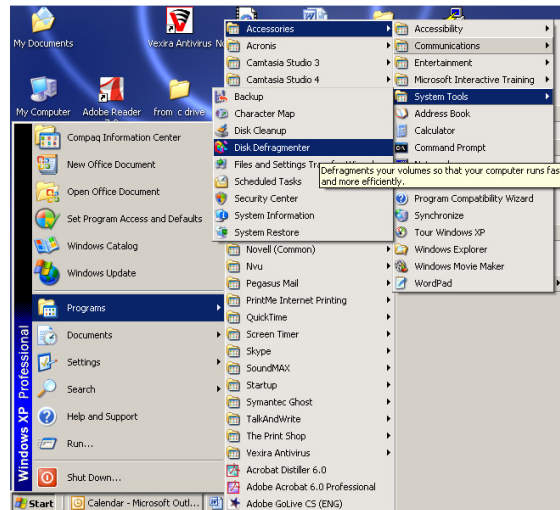 My Documents
Vexira Antivirus
My Computer
Adobe Reader
from c drive
Compaq Information Center
New Office Document
Open Office Document
Set Program Access and Defaults
Windows Catalog
Windows Update
Programs
Documents
Settings
Search
Help and Support
Run...
Shut Down...
Windows XP Professional
Accessories
Acronis
Camtasia Studio 3
Camtasia Studio 4
Backup
Character Map
Disk Cleanup
Disk Defragmenter
Files and Settings
Scheduled Tasks
Security Center
System Information
System Restore
Novell (Common)
Nvu
Pegasus Mail
PrintMe Internet Printing
QuickTime
Screen Timer
Skype
SoundMAX
Startup
Symantec Ghost
TalkAndWrite
The Print Shop
Vexira Antivirus
Acrobat Distiller 6.0
Adobe Acrobat 6.0 Professional
Adobe GoLive CS (ENG)
Accessibility
Communications
Entertainment
Microsoft Interactive Training
System Tools
Address Book
Calculator
Command Prompt
Defragments your volumes so that your computer runs fas
and more efficiently.
Program Compatibility Wizard
Synchronize
Tour Windows XP
Windows Explorer
Windows Movie Maker
WordPad
Start
Calendar - Microsoft Outl...